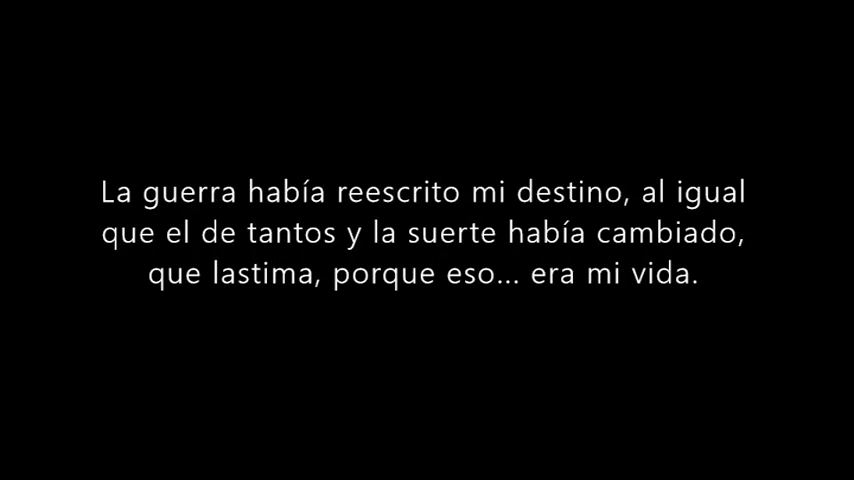 La guerra había reescrito mi destino, al igual
que el de tantos y la suerte había cambiado,
que lastima, porque eso... era mi vida.